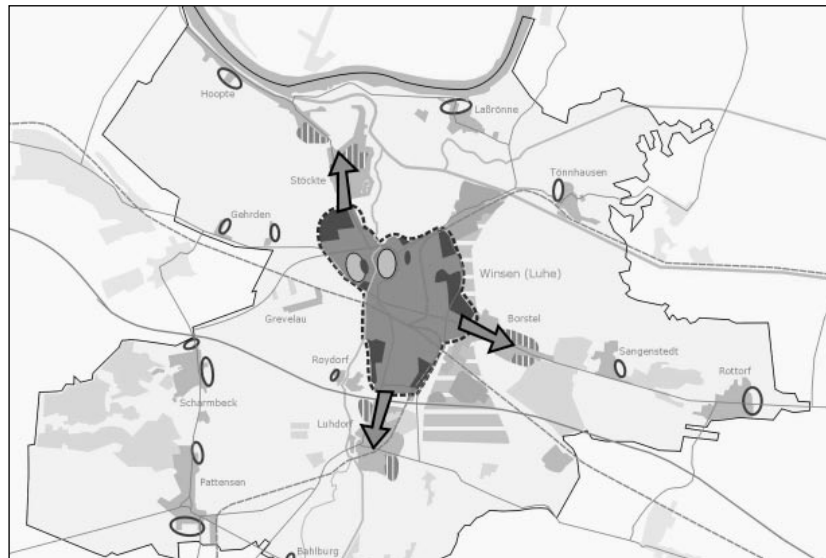 Hoopte
Laßrönne
Stöckte
Tönnhausen
Gehrden
Winsen (Luhe)
Grevelau
Borstel
Sangenstedt
Roydorf
Rottorf
Scharmbeck
Luhdorf
Pattensen
Bahlburg